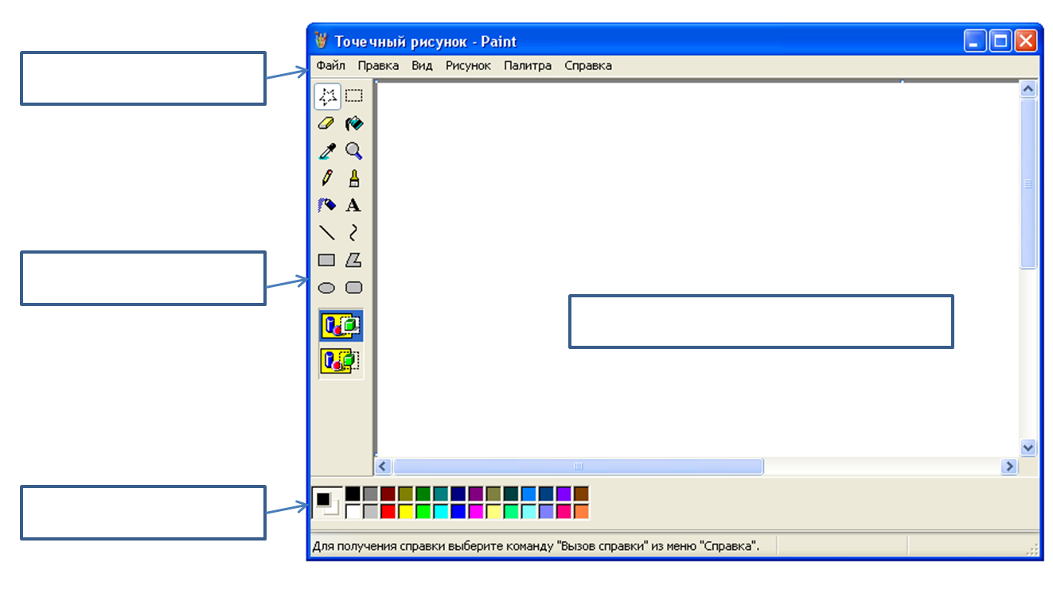 Точечный рисунок - Paint
Файл Правка Вид Рисунок Палитра Справка
A
Для получения справки выберите команду "Вызов справки" из меню "Справка".